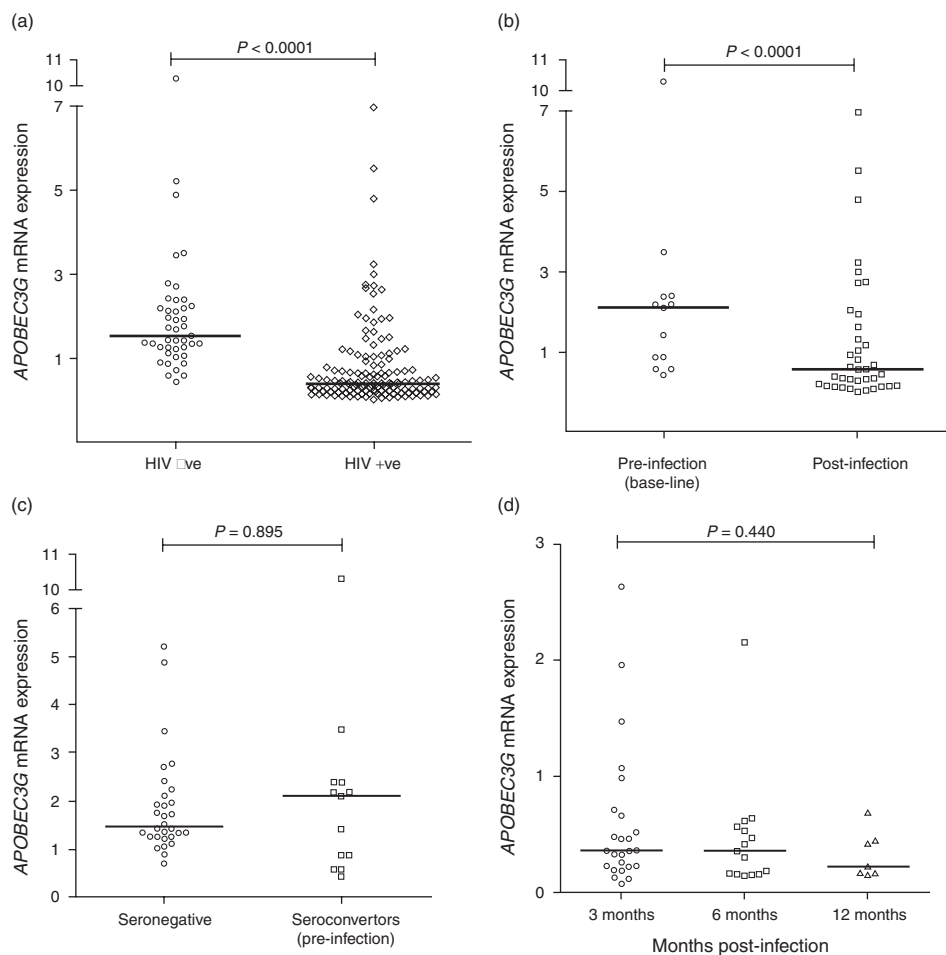 (a)
P < 0.0001
11
10
7
5
3
1
APOBEC3G mRNA expression
HIV □ve
HIV +ve
(b)
P < 0.0001
11
10
7
5
3
1
APOBEC3G mRNA expression
Pre-infection
(base-line)
Post-infection
(c)
P = 0.895
11
10
6
5
4
3
2
1
0
APOBEC3G mRNA expression
Seronegative
Seroconvertors
(pre-infection)
(d)
P = 0.440
3
2
1
0
APOBEC3G mRNA expression
3 months
6 months
12 months
Months post-infection